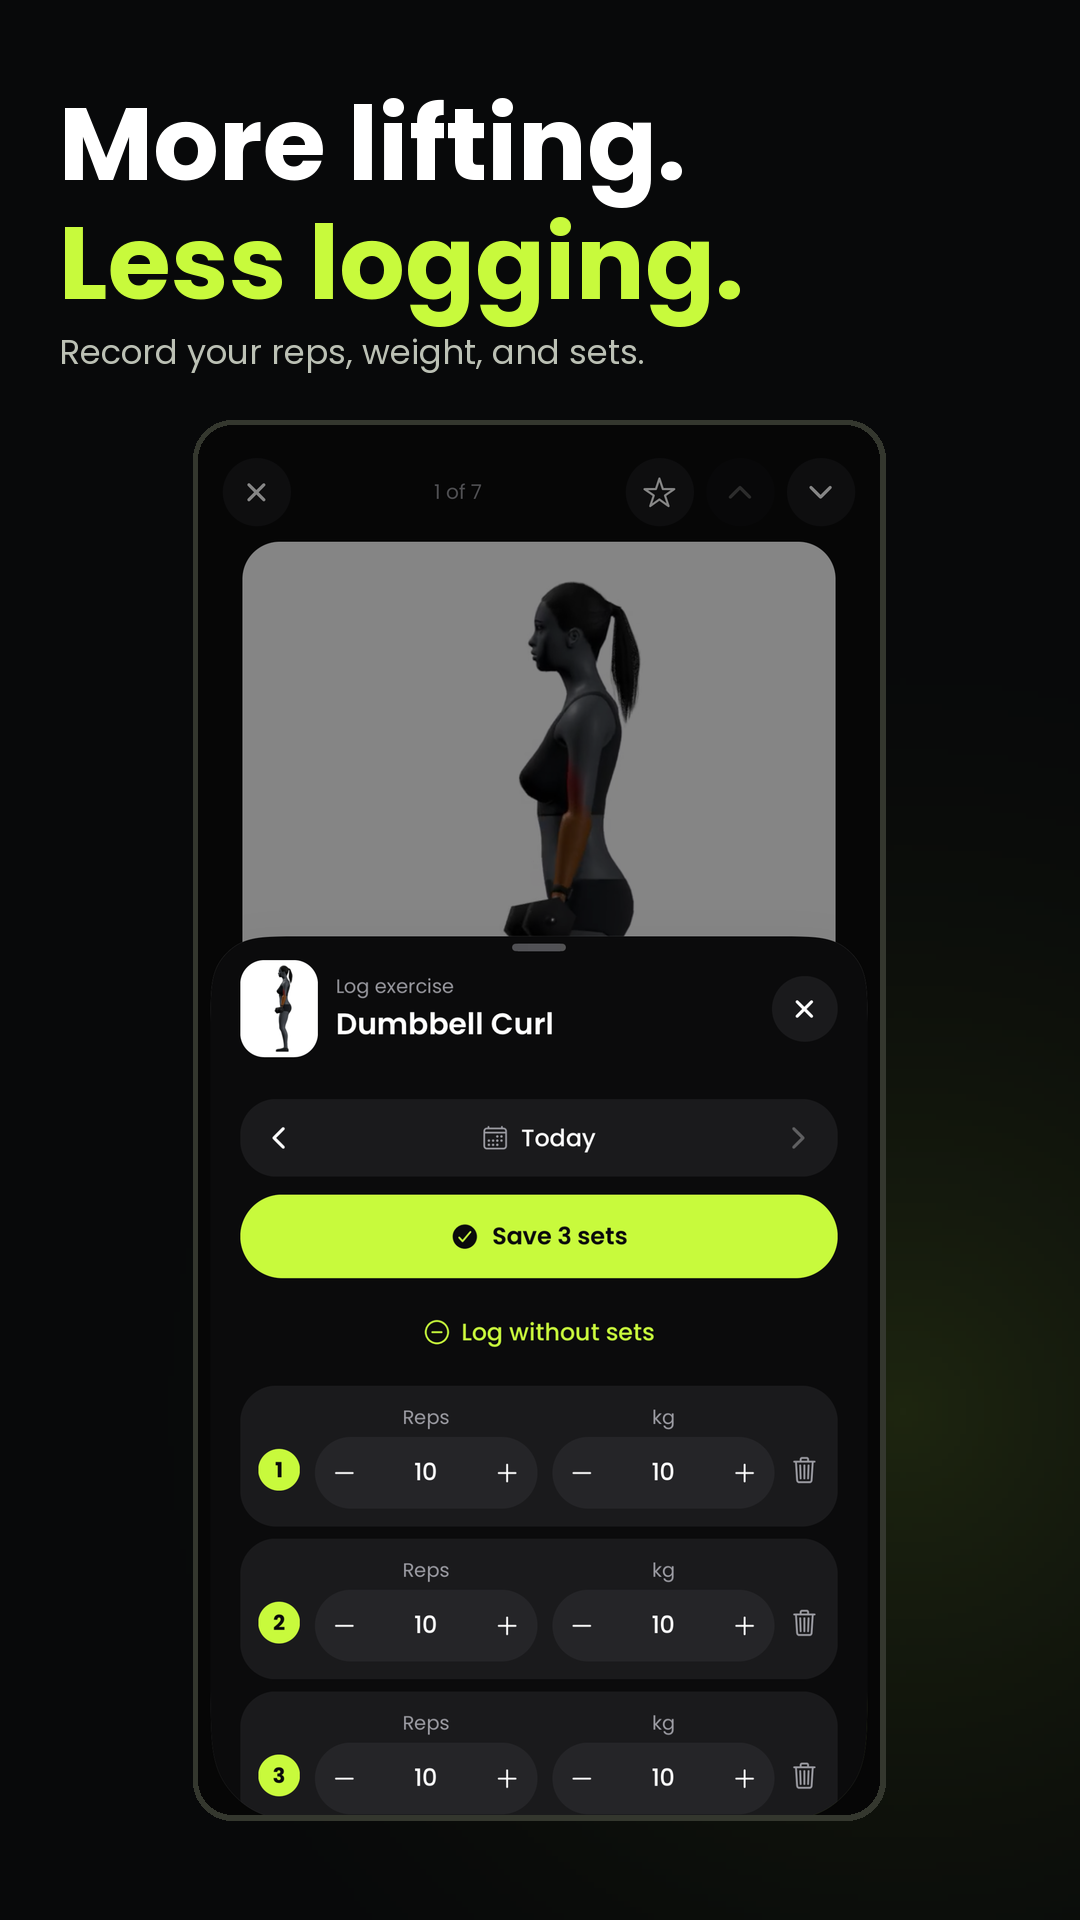 More lifting.
Less logging.
Record your reps, weight, and sets.
1 of 7
Log exercise
Dumbbell Curl
Today
Save 3 sets
Log without sets
Reps kg
1 10 10
Reps kg
2 10 10
Reps kg
3 10 10